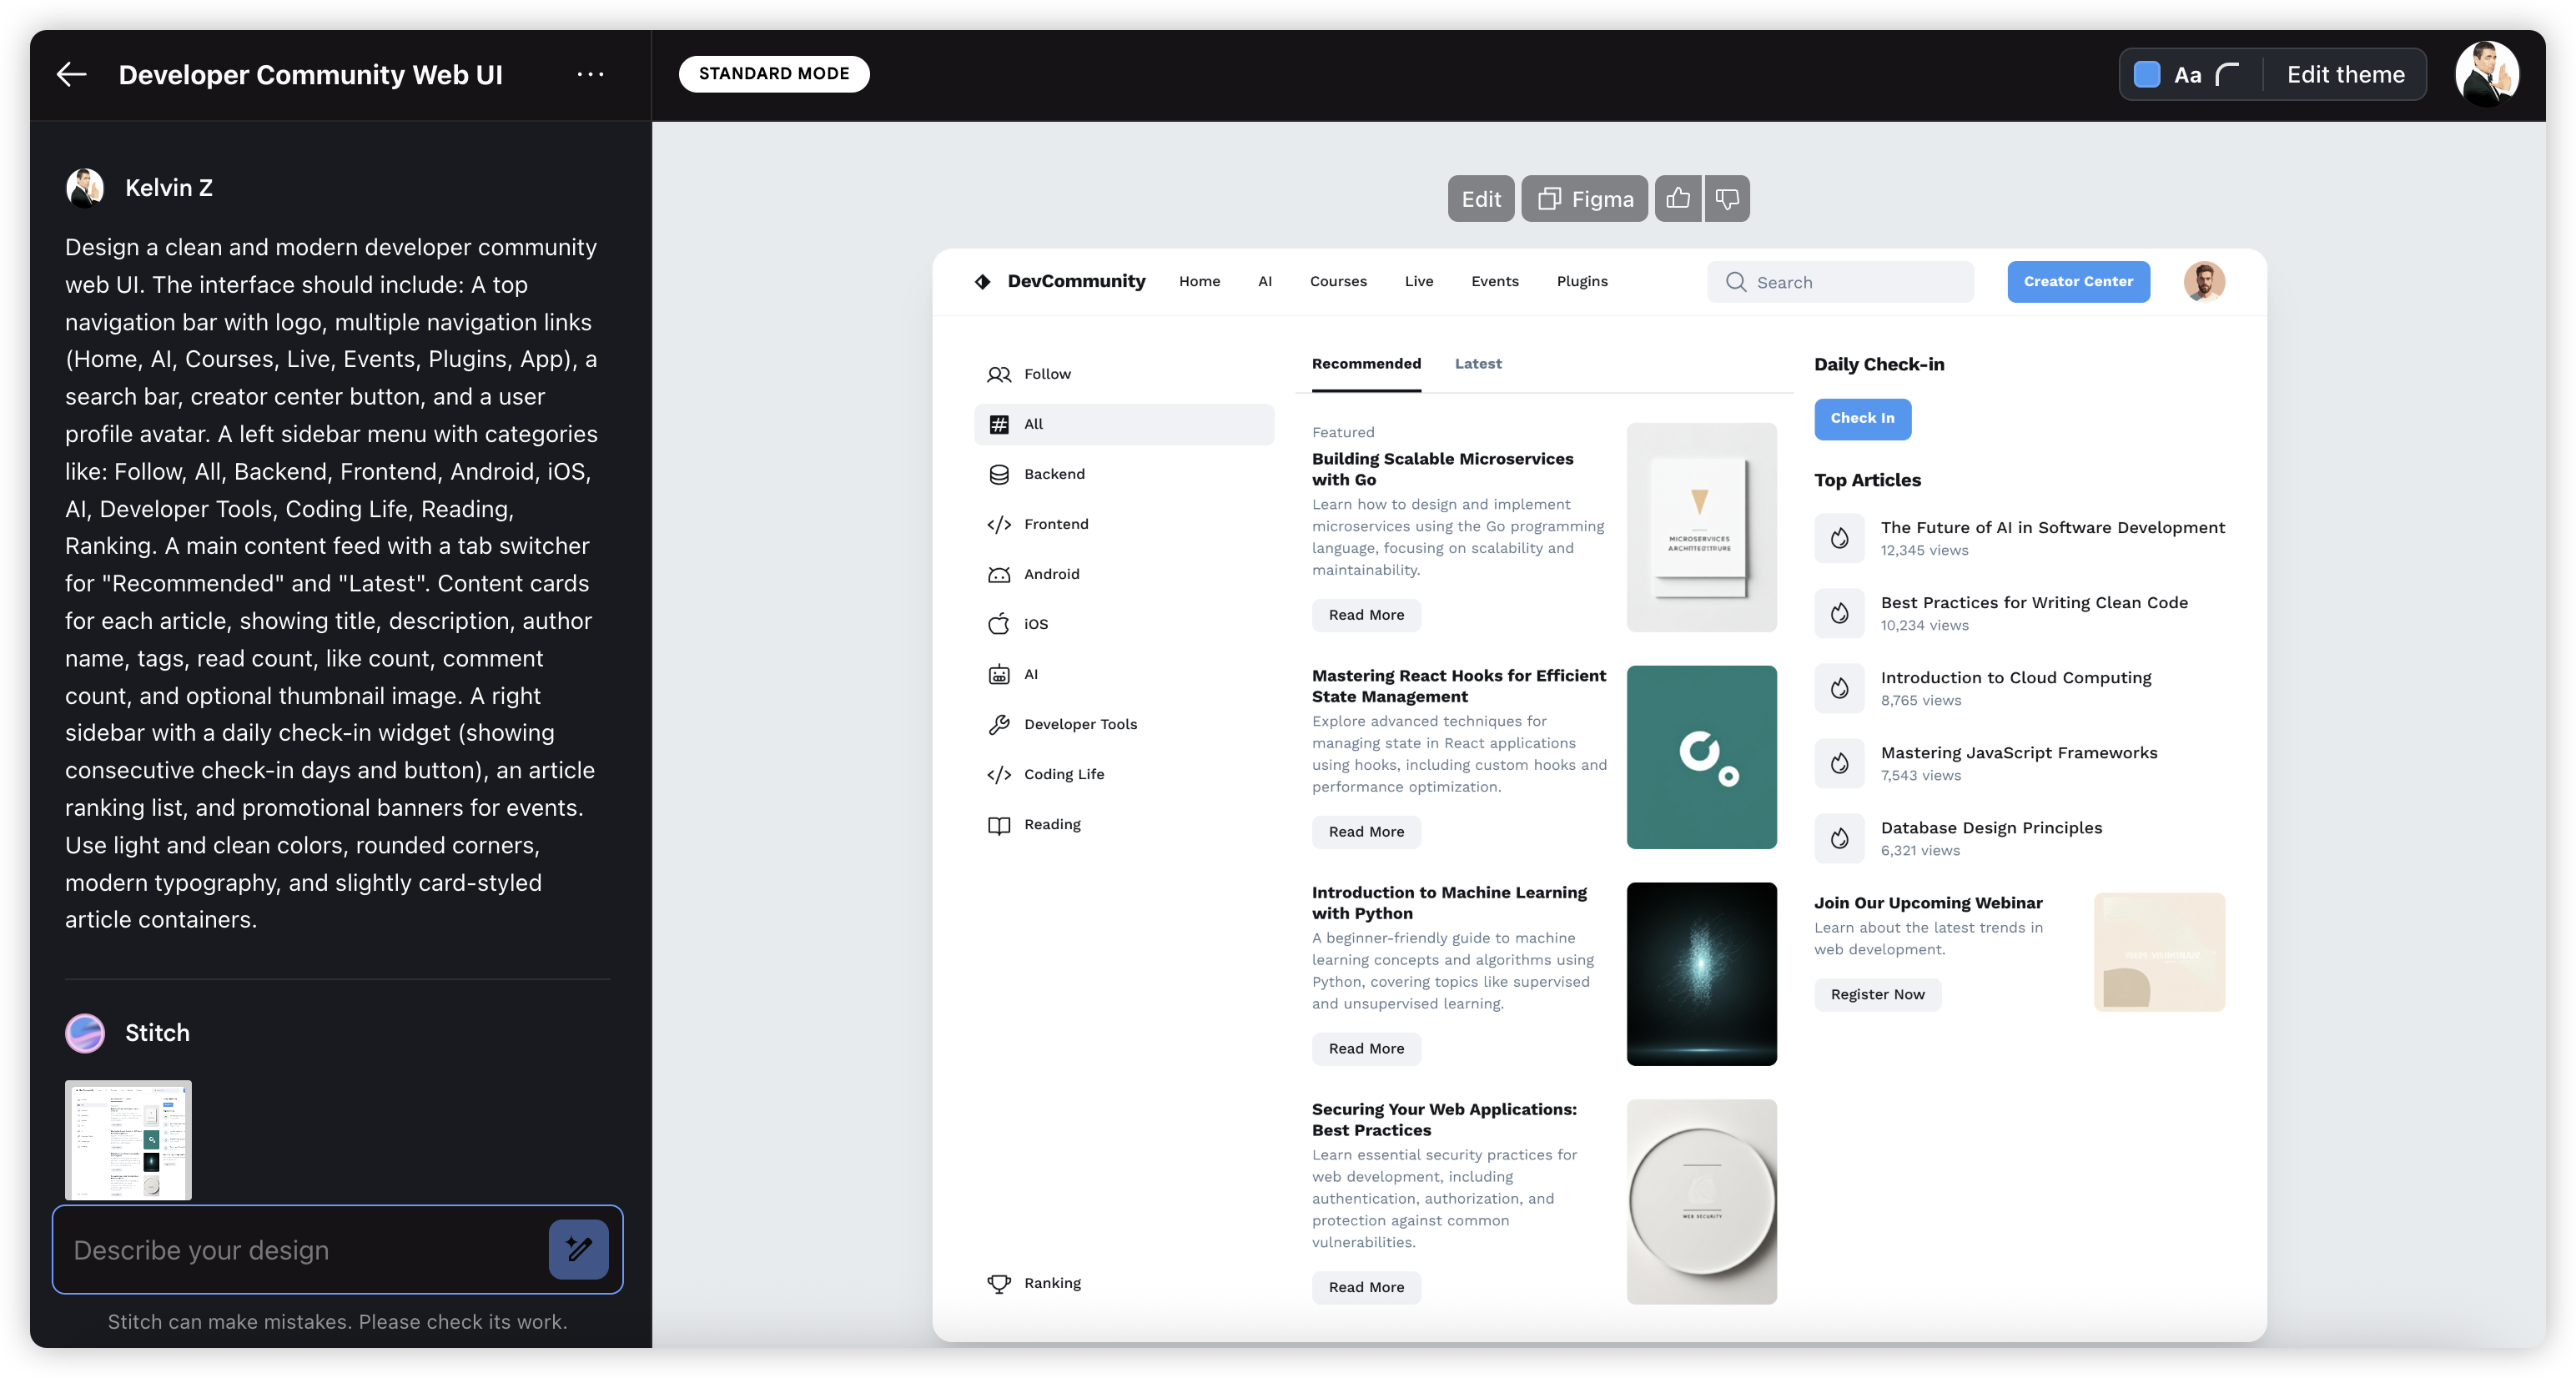 Developer Community Web UI
STANDARD MODE
Aa
Edit theme
Kelvin Z
Design a clean and modern developer community
web UI. The interface should include: A top
navigation bar with logo, multiple navigation links
(Home, AI, Courses, Live, Events, Plugins, App), a
search bar, creator center button, and a user
profile avatar. A left sidebar menu with categories
like: Follow, All, Backend, Frontend, Android, iOS,
AI, Developer Tools, Coding Life, Reading,
Ranking. A main content feed with a tab switcher
for "Recommended" and "Latest". Content cards
for each article, showing title, description, author
name, tags, read count, like count, comment
count, and optional thumbnail image. A right
sidebar with a daily check-in widget (showing
consecutive check-in days and button), an article
ranking list, and promotional banners for events.
Use light and clean colors, rounded corners,
modern typography, and slightly card-styled
article containers.
Stitch
Describe your design
Stitch can make mistakes. Please check its work.
Edit
Figma
DevCommunity
Home
AI
Courses
Live
Events
Plugins
Search
Creator Center
Follow
All
Backend
Frontend
Android
iOS
AI
Developer Tools
Coding Life
Reading
Ranking
Recommended
Latest
Featured
Building Scalable Microservices
with Go
Learn how to design and implement
microservices using the Go programming
language, focusing on scalability and
maintainability.
Read More
MICROSERVICES
Mastering React Hooks for Efficient
State Management
Explore advanced techniques for
managing state in React applications
using hooks, including custom hooks and
performance optimization.
Read More
Introduction to Machine Learning
with Python
A beginner-friendly guide to machine
learning concepts and algorithms using
Python, covering topics like supervised
and unsupervised learning.
Read More
Securing Your Web Applications:
Best Practices
Learn essential security practices for
web development, including
authentication, authorization, and
protection against common
vulnerabilities.
Read More
WEB SECURITY
Daily Check-in
Check In
Top Articles
The Future of AI in Software Development
12,345 views
Best Practices for Writing Clean Code
10,234 views
Introduction to Cloud Computing
8,765 views
Mastering JavaScript Frameworks
7,543 views
Database Design Principles
6,321 views
Join Our Upcoming Webinar
Learn about the latest trends in
web development.
Register Now